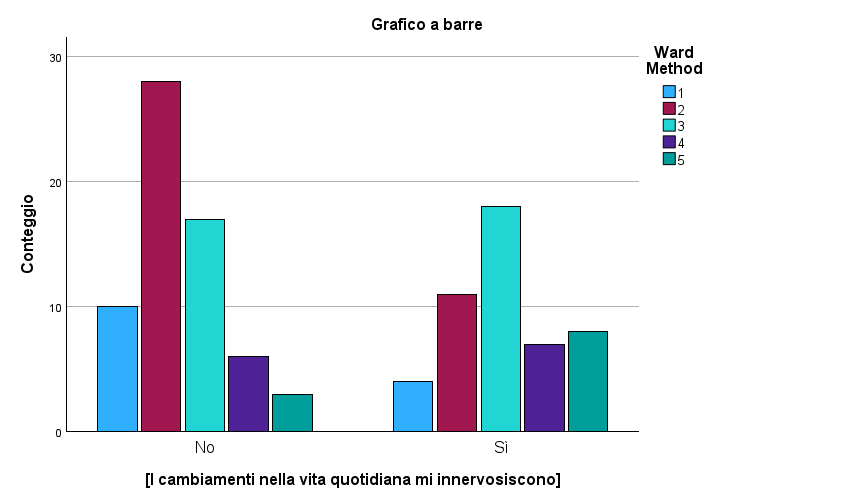 Grafico a barre
Ward
Method
1
2
3
4
5
30
20
10
0
Conteggio
No
Sì
[I cambiamenti nella vita quotidiana mi innervosiscono]